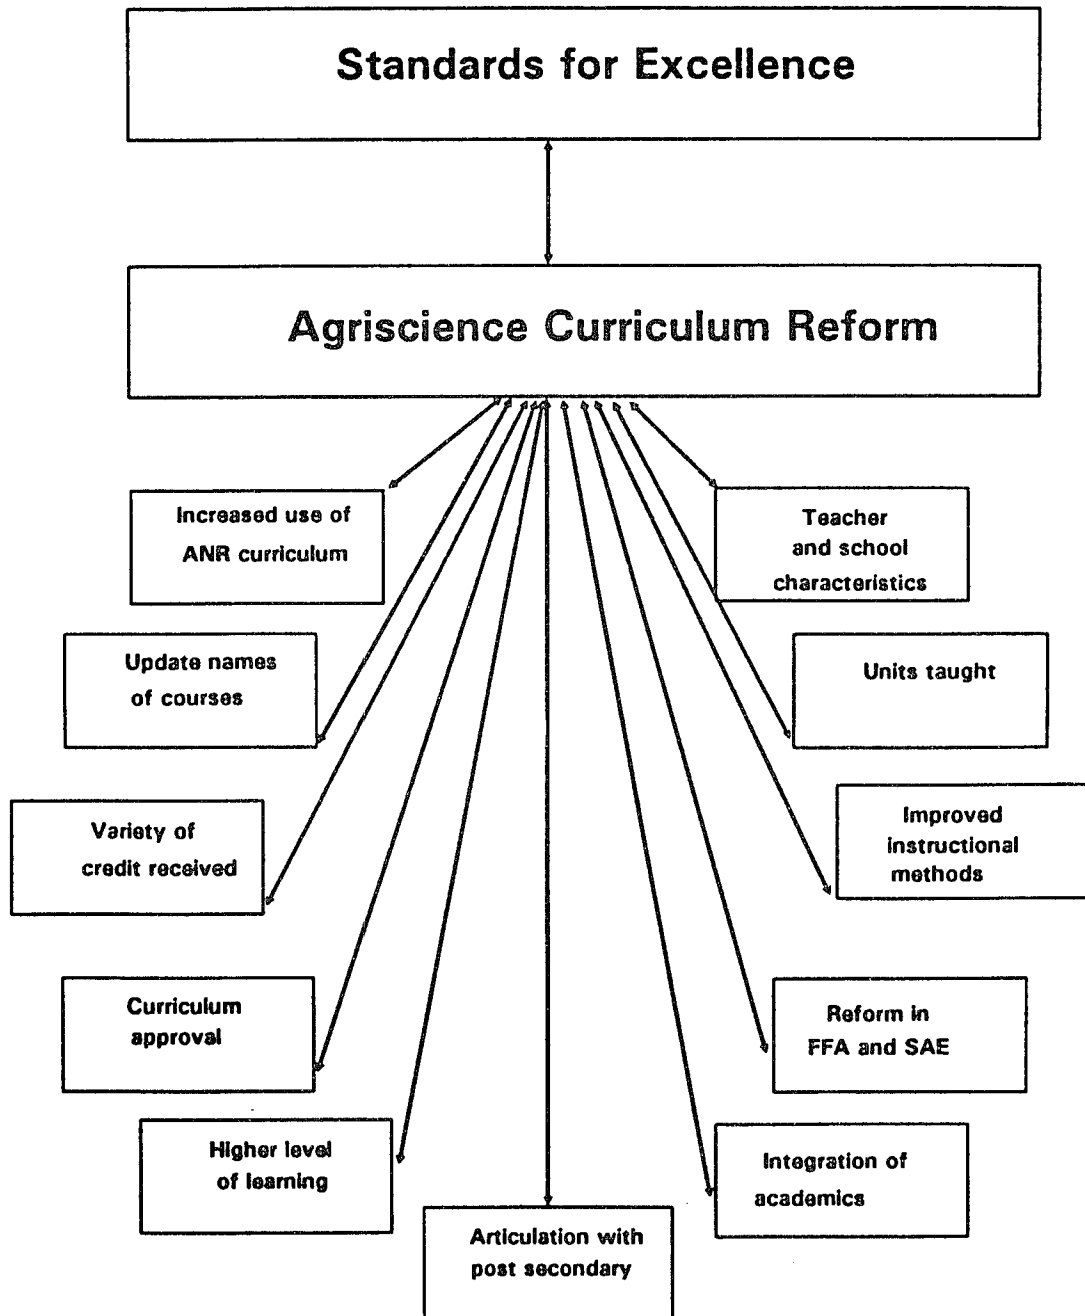 Standards for Excellence
Agriscience Curriculum Reform
Increased use of
ANR curriculum
Teacher
and school
characteristics
Update names
of courses
Units taught
Variety of
credit received
Improved
instructional
methods
Curriculum
approval
Reform in
FFA and SAE
Higher level
of learning
Integration of
academics
Articulation with
post secondary